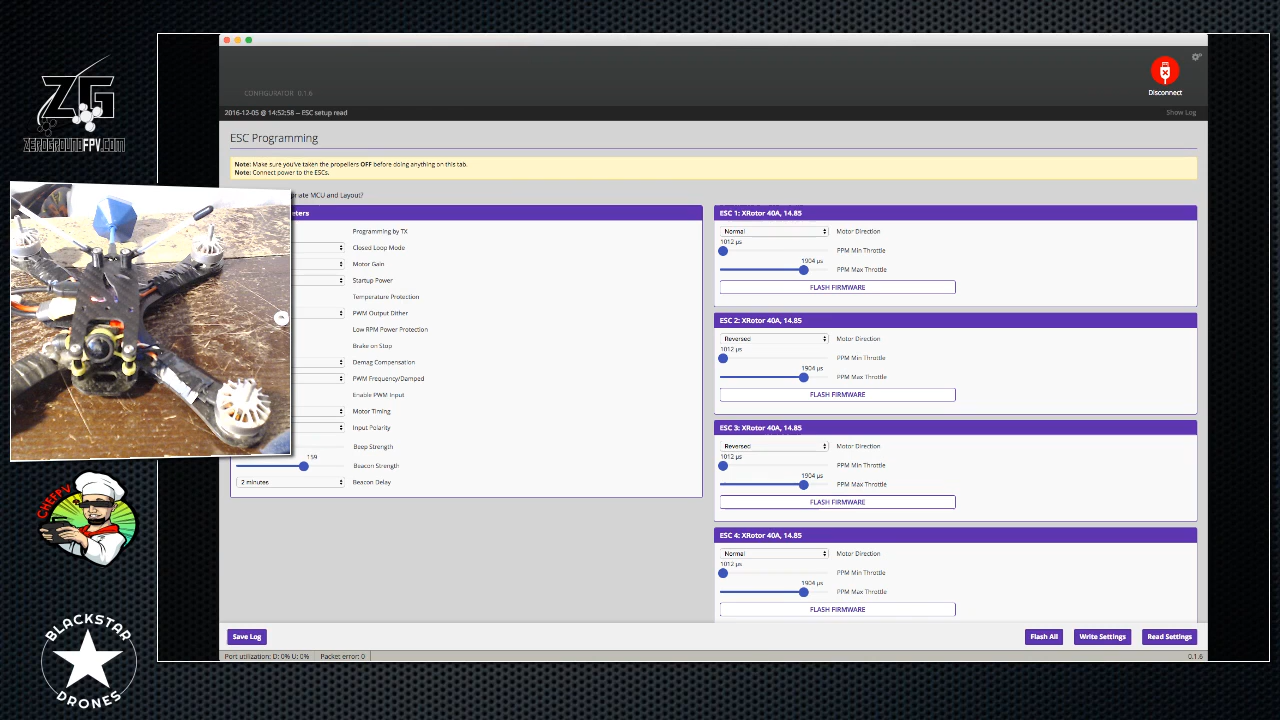 ZG
ZEROGROUNDFPV.COM
CHEFPV
BLACKSTAR
DRONES
CONFIGURATOR 0.1.6
Disconnect
2016-12-05 @ 14:52:58 -- ESC setup read
Show Log
ESC Programming
Note: Make sure you've taken the propellers OFF before doing anything on this tab.
Note: Connect power to the ESCs.
riate MCU and Layout?
eters
Programming by TX
Closed Loop Mode
Motor Gain
Startup Power
Temperature Protection
PWM Output Dither
Low RPM Power Protection
Brake on Stop
Demag Compensation
PWM Frequency/Damped
Enable PWM Input
Motor Timing
Input Polarity
Beep Strength
159
Beacon Strength
2 minutes Beacon Delay
ESC 1: XRotor 40A, 14.85
Normal Motor Direction
1012 µs
PPM Min Throttle
1904 µs
PPM Max Throttle
FLASH FIRMWARE
ESC 2: XRotor 40A, 14.85
Reversed Motor Direction
1012 µs
PPM Min Throttle
1904 µs
PPM Max Throttle
FLASH FIRMWARE
ESC 3: XRotor 40A, 14.85
Reversed Motor Direction
1012 µs
PPM Min Throttle
1904 µs
PPM Max Throttle
FLASH FIRMWARE
ESC 4: XRotor 40A, 14.85
Normal Motor Direction
1012 µs
PPM Min Throttle
1904 µs
PPM Max Throttle
FLASH FIRMWARE
Save Log
Flash All Write Settings Read Settings
Port utilization: D: 0% U: 0% Packet error: 0 0.1.6